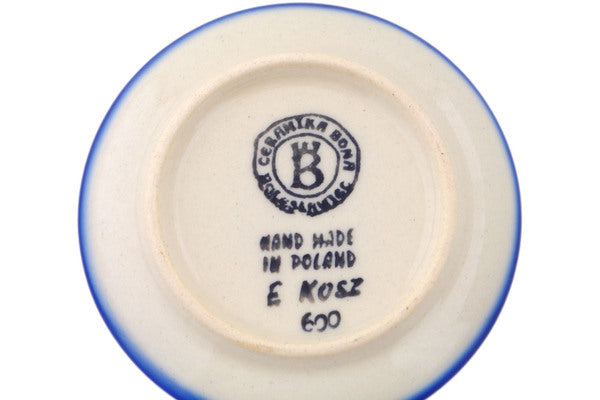 CERAMIKA BONA
B
BOLESŁAWIEC
HAND MADE
IN POLAND
E KOSZ
600